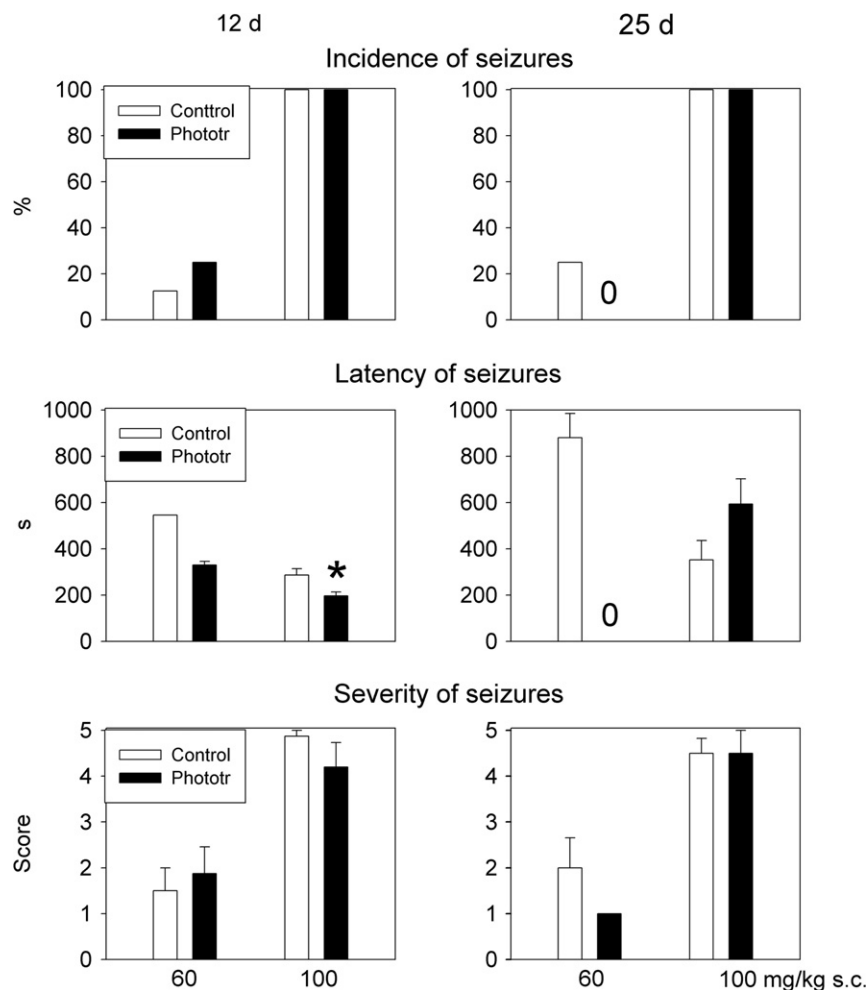 12 d 25 d
Incidence of seizures
%
100 100
80 80
60 60
40 40
20 20
0 0
Conttrol
Phototr
0
Latency of seizures
s
1000 1000
800 800
600 600
400 400
200 200
0 0
Control
Phototr
*
0
Severity of seizures
Score
5 5
4 4
3 3
2 2
1 1
0 0
Control
Phototr
60 100 60 100 mg/kg s.c.